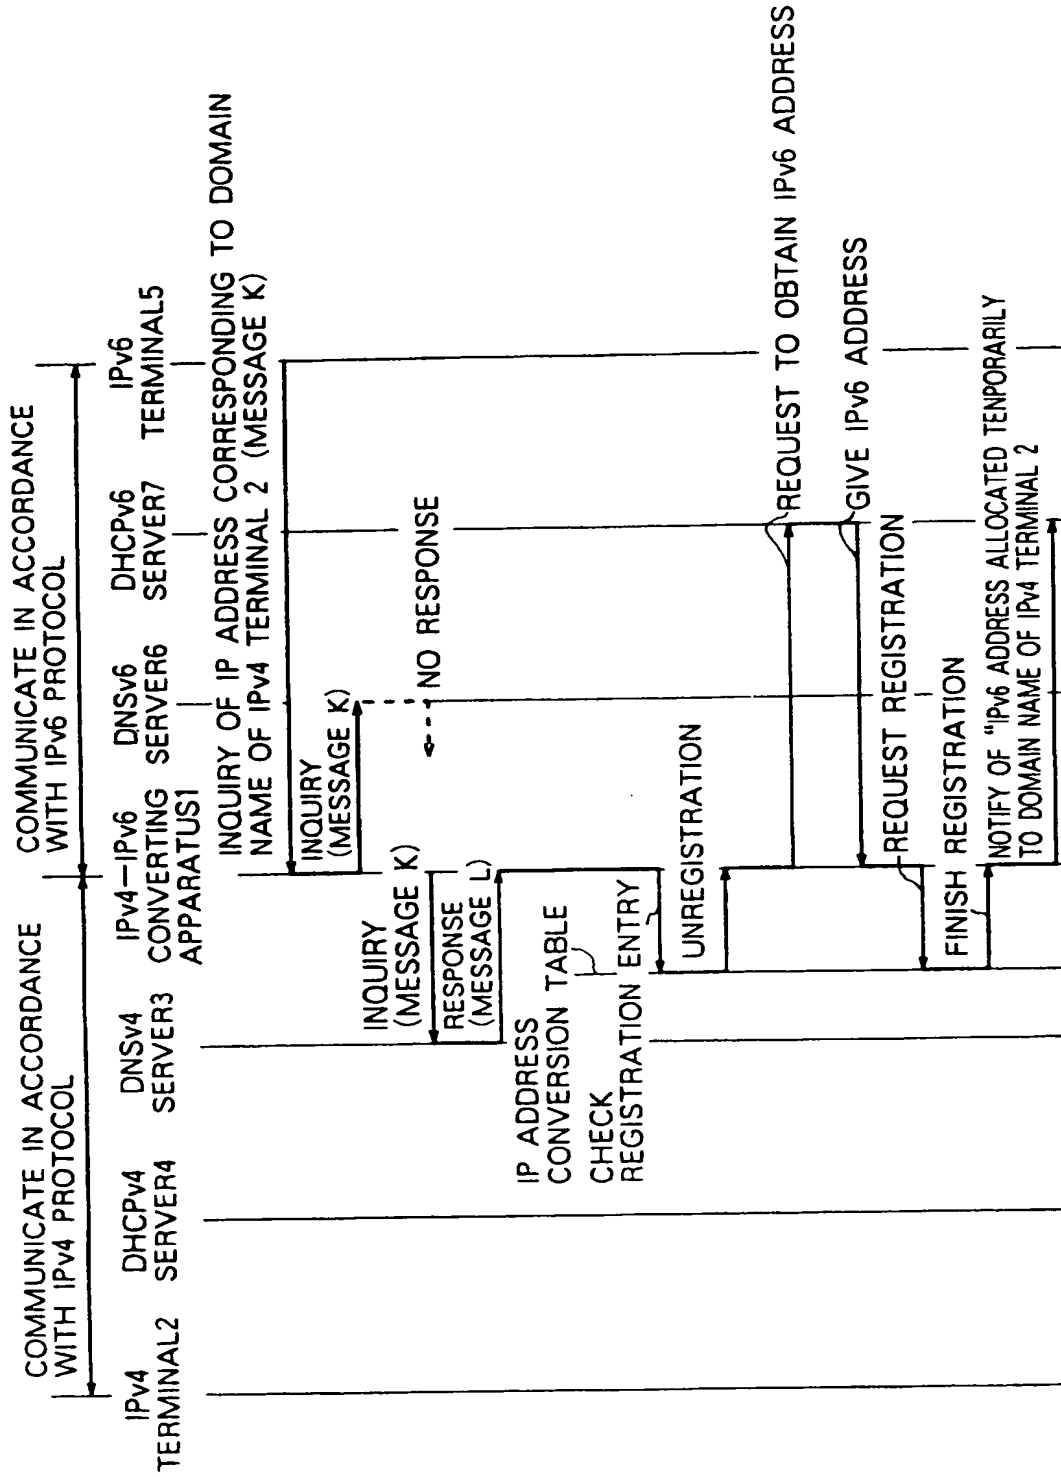 COMMUNICATE IN ACCORDANCE
WITH IPv4 PROTOCOL
COMMUNICATE IN ACCORDANCE
WITH IPv6 PROTOCOL
IPv4
TERMINAL2
DHCPv4
SERVER4
DNSv4
SERVER3
IPv4—IPv6
CONVERTING
APPARATUS1
DNSv6
SERVER6
DHCPv6
SERVER7
IPv6
TERMINAL5
INQUIRY OF IP ADDRESS CORRESPONDING TO DOMAIN
NAME OF IPv4 TERMINAL 2 (MESSAGE K)
INQUIRY
(MESSAGE K)
NO RESPONSE
INQUIRY
(MESSAGE K)
RESPONSE
(MESSAGE L)
IP ADDRESS
CONVERSION TABLE
CHECK
REGISTRATION ENTRY
UNREGISTRATION
REQUEST TO OBTAIN IPv6 ADDRESS
GIVE IPv6 ADDRESS
REQUEST REGISTRATION
FINISH REGISTRATION
NOTIFY OF "IPv6 ADDRESS ALLOCATED TENPORARILY
TO DOMAIN NAME OF IPv4 TERMINAL 2